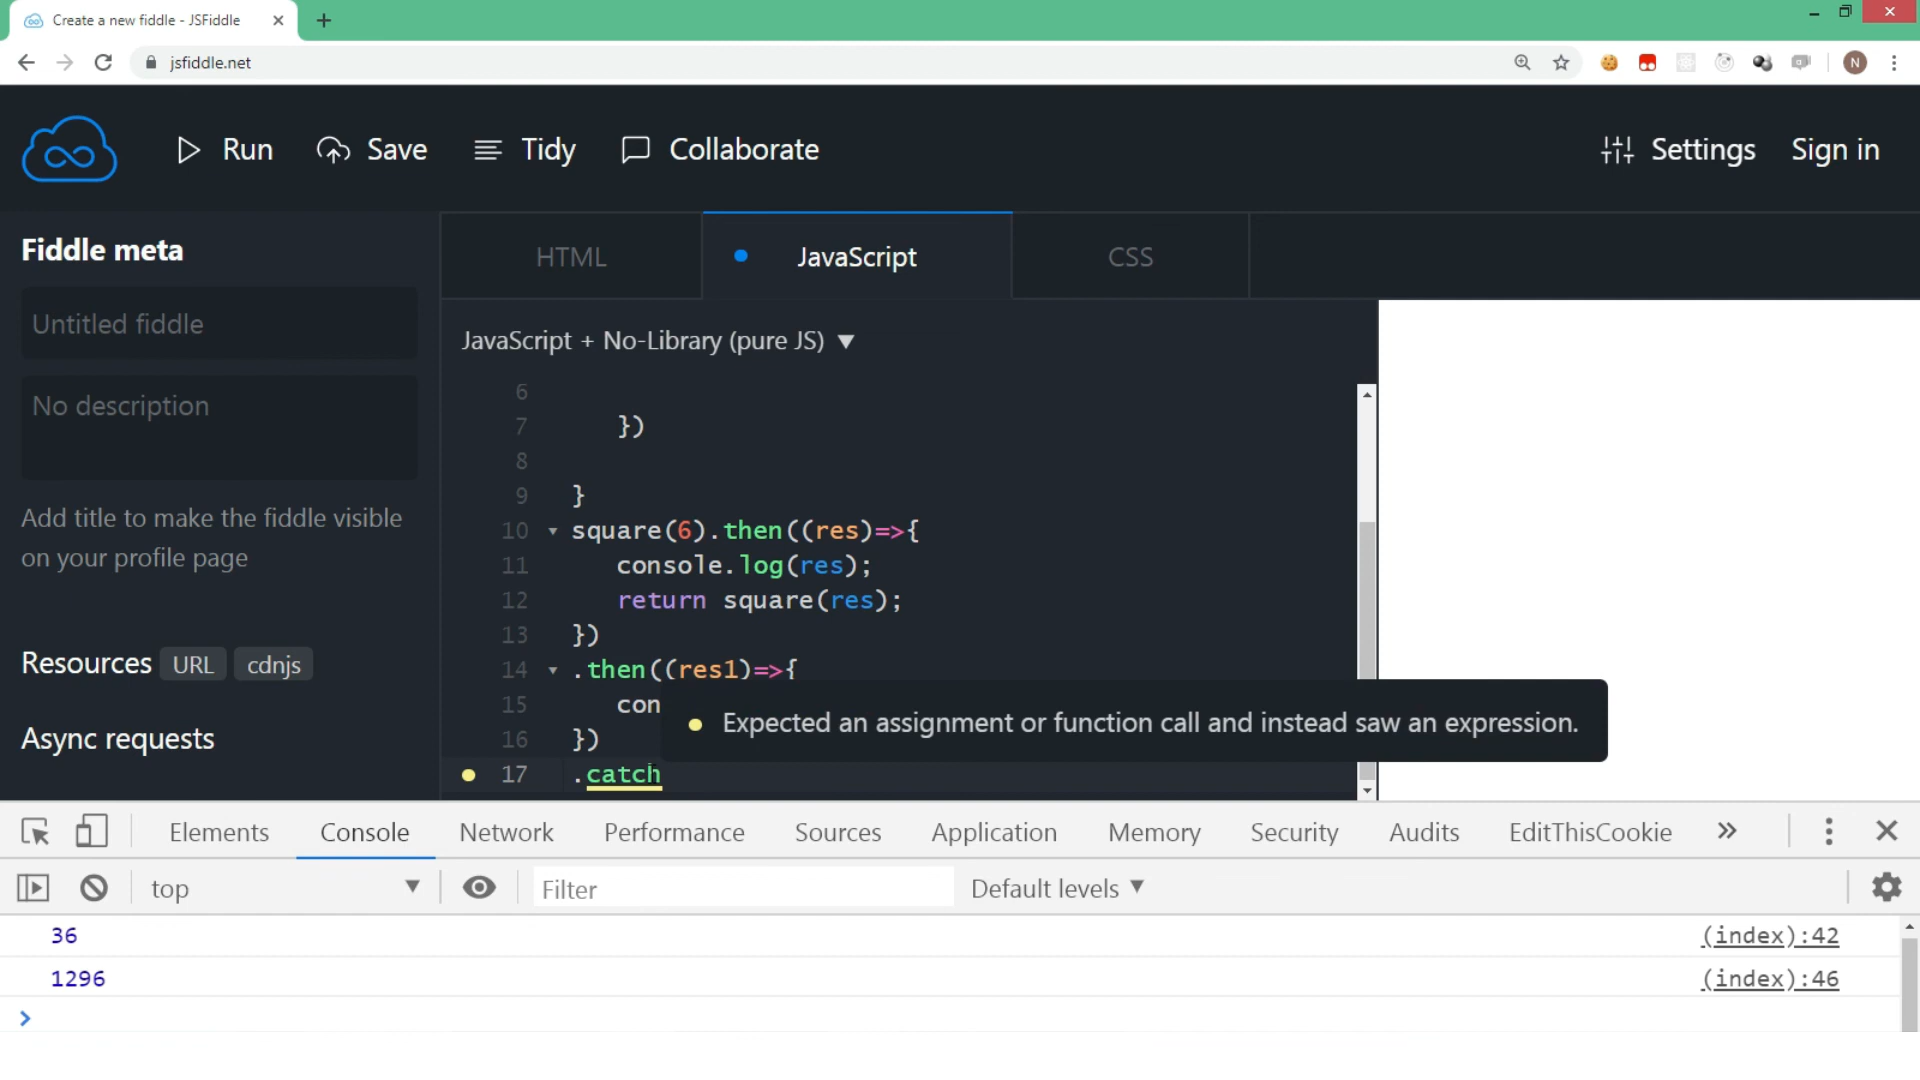 Create a new fiddle - JSFiddle
jsfiddle.net
N
Run
Save
Tidy
Collaborate
Settings
Sign in
Fiddle meta
Untitled fiddle
No description
Add title to make the fiddle visible
on your profile page
Resources URL cdnjs
Async requests
HTML
JavaScript
CSS
JavaScript + No-Library (pure JS) ▼
6
7 })
8
9 }
10 square(6).then((res)=>{
11 console.log(res);
12 return square(res);
13 })
14 .then((res1)=>{
15 con
16 })
17 .catch
Expected an assignment or function call and instead saw an expression.
Elements
Console
Network
Performance
Sources
Application
Memory
Security
Audits
EditThisCookie
»
top
Filter
Default levels ▼
36 (index):42
1296 (index):46